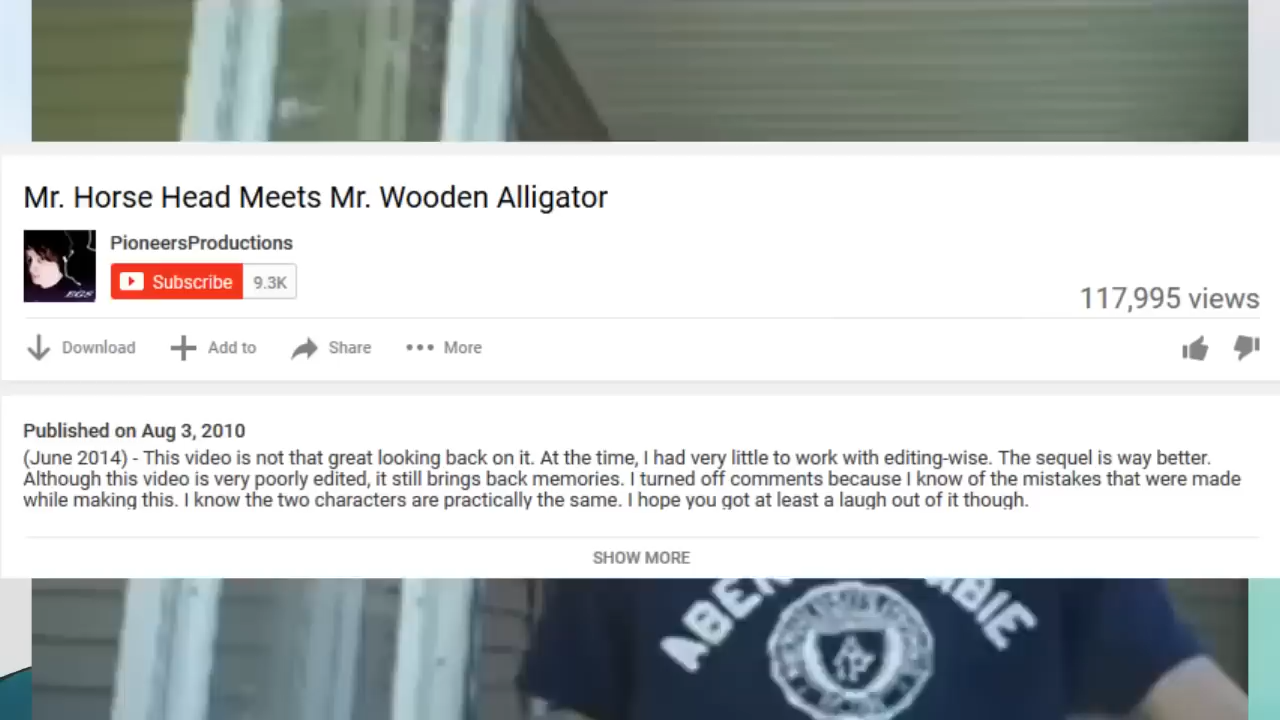 Mr. Horse Head Meets Mr. Wooden Alligator
PioneersProductions
Subscribe 9.3K
117,995 views
Download Add to Share More
Published on Aug 3, 2010
(June 2014) - This video is not that great looking back on it. At the time, I had very little to work with editing-wise. The sequel is way better.
Although this video is very poorly edited, it still brings back memories. I turned off comments because I know of the mistakes that were made
while making this. I know the two characters are practically the same. I hope you got at least a laugh out of it though.
SHOW MORE